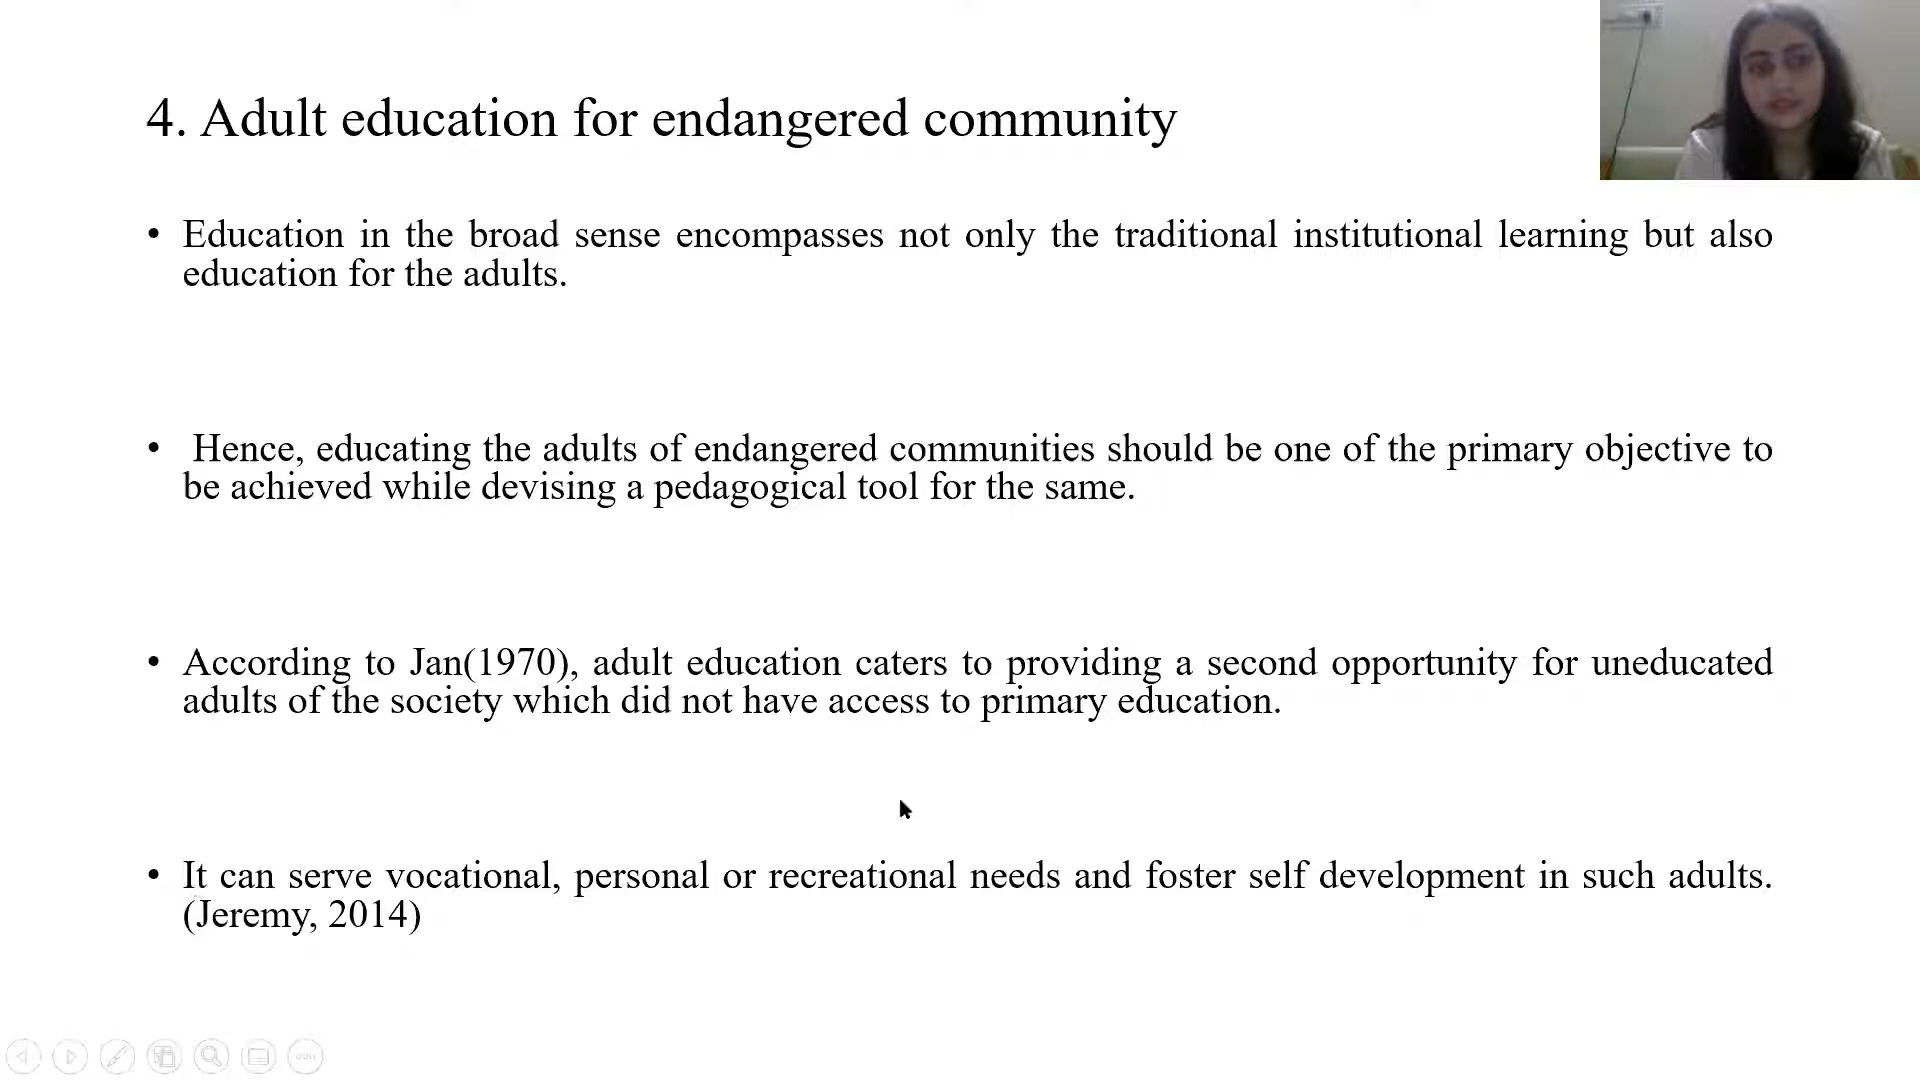 4. Adult education for endangered community
• Education in the broad sense encompasses not only the traditional institutional learning but also
education for the adults.
• Hence, educating the adults of endangered communities should be one of the primary objective to
be achieved while devising a pedagogical tool for the same.
• According to Jan(1970), adult education caters to providing a second opportunity for uneducated
adults of the society which did not have access to primary education.
• It can serve vocational, personal or recreational needs and foster self development in such adults.
(Jeremy, 2014)